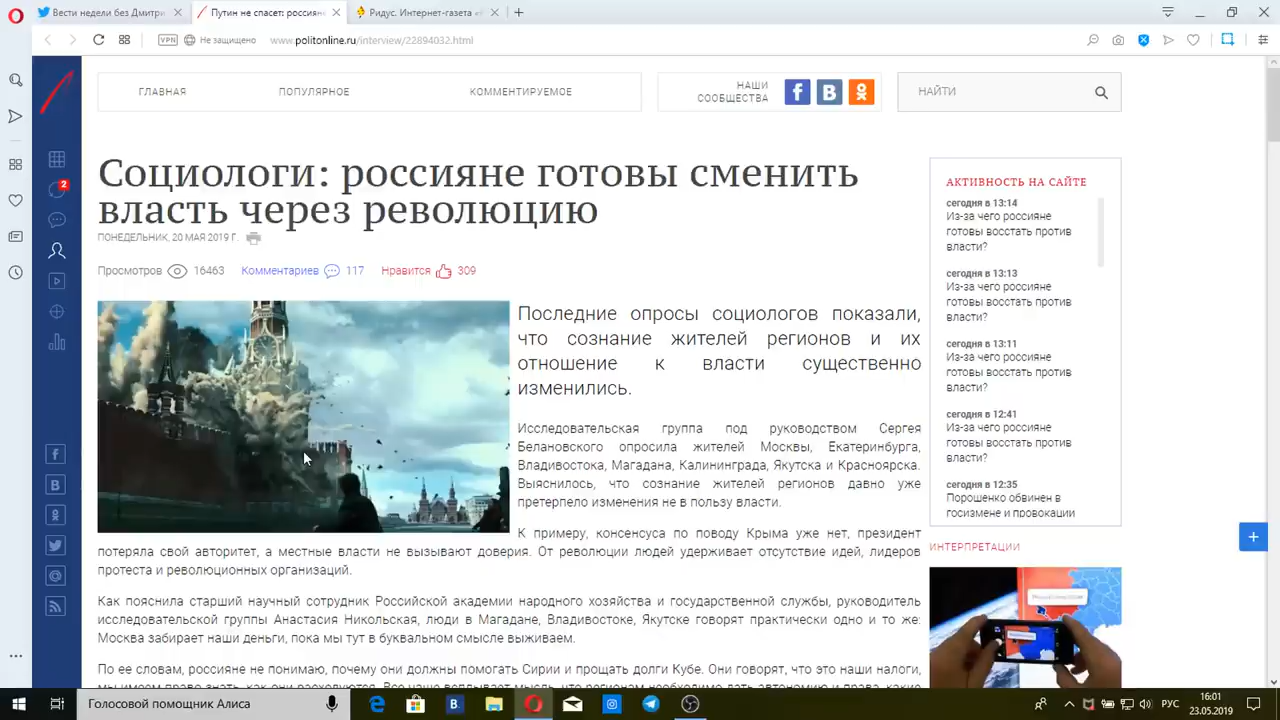 Вести недели без Дмитри
Путин не спасет: россиян
Ридус. Интернет-газета «
VPN
Не защищено
www.politonline.ru/interview/22894032.html
ГЛАВНАЯ
ПОПУЛЯРНОЕ
КОММЕНТИРУЕМОЕ
НАШИ
СООБЩЕСТВА
НАЙТИ
2
Социологи: россияне готовы сменить
власть через революцию
ПОНЕДЕЛЬНИК, 20 МАЯ 2019 Г.
Просмотров 16463 Комментариев 117 Нравится 309
Последние опросы социологов показали,
что сознание жителей регионов и их
отношение к власти существенно
изменились.
Исследовательская группа под руководством Сергея
Белановского опросила жителей Москвы, Екатеринбурга,
Владивостока, Магадана, Калининграда, Якутска и Красноярска.
Выяснилось, что сознание жителей регионов давно уже
претерпело изменения не в пользу власти.
К примеру, консенсуса по поводу Крыма уже нет, президент
потеряла свой авторитет, а местные власти не вызывают доверия. От революции людей удерживает отсутствие идей, лидеров
протеста и революционных организаций.
Как пояснила старший научный сотрудник Российской академии народного хозяйства и государственной службы, руководитель
исследовательской группы Анастасия Никольская, люди в Магадане, Владивостоке, Якутске говорят практически одно и то же:
Москва забирает наши деньги, пока мы тут в буквальном смысле выживаем.
По ее словам, россияне не понимаю, почему они должны помогать Сирии и прощать долги Кубе. Они говорят, что это наши налоги,
АКТИВНОСТЬ НА САЙТЕ
сегодня в 13:14
Из-за чего россияне
готовы восстать против
власти?
сегодня в 13:13
Из-за чего россияне
готовы восстать против
власти?
сегодня в 13:11
Из-за чего россияне
готовы восстать против
власти?
сегодня в 12:41
Из-за чего россияне
готовы восстать против
власти?
сегодня в 12:35
Порошенко обвинен в
госизмене и провокации
ИНТЕРПРЕТАЦИИ
Голосовой помощник Алиса
РУС
16:01
23.05.2019